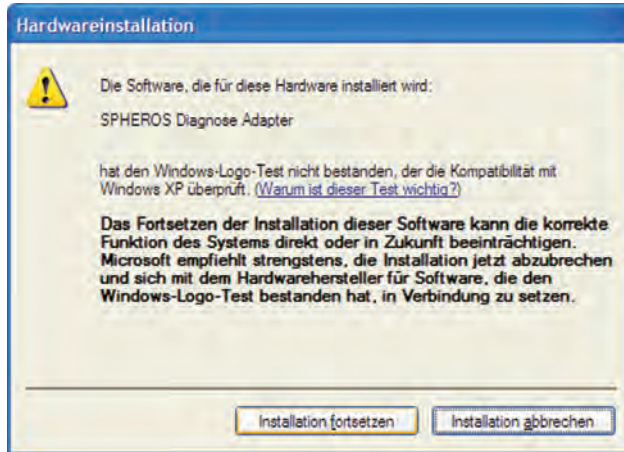 Hardwareinstallation
Die Software, die für diese Hardware installiert wird:
SPHEROS Diagnose Adapter
hat den Windows-Logo-Test nicht bestanden, der die Kompatibilität mit
Windows XP überprüft. (Warum ist dieser Test wichtig?)
Das Fortsetzen der Installation dieser Software kann die korrekte
Funktion des Systems direkt oder in Zukunft beeinträchtigen.
Microsoft empfiehlt strengstens, die Installation jetzt abzubrechen
und sich mit dem Hardwarehersteller für Software, die den
Windows-Logo-Test bestanden hat, in Verbindung zu setzen.
Installation fortsetzen
Installation abbrechen